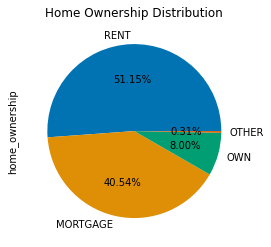 Home Ownership Distribution
RENT
51.15%
home_ownership
0.31%
OTHER
8.00%
OWN
40.54%
MORTGAGE